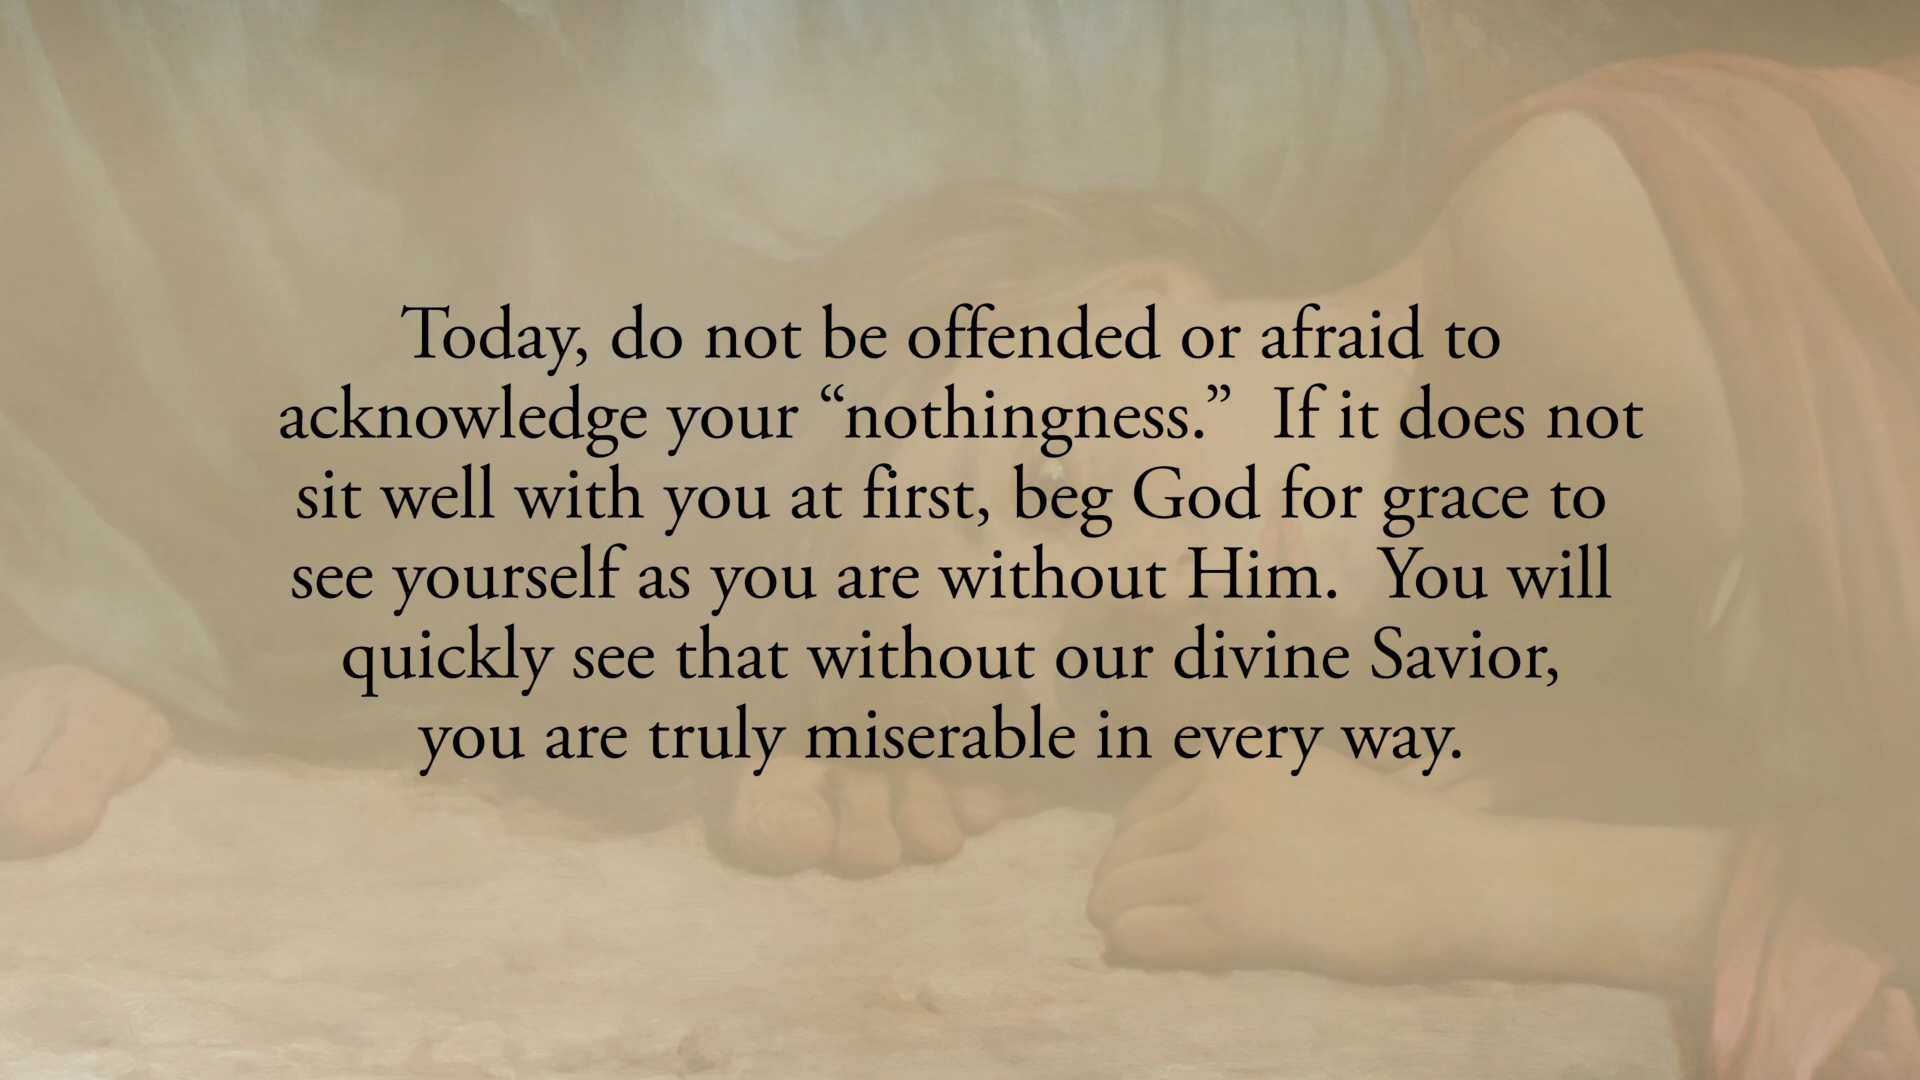 Today, do not be offended or afraid to
acknowledge your “nothingness.”  If it does not
sit well with you at first, beg God for grace to
see yourself as you are without Him.  You will
quickly see that without our divine Savior,
you are truly miserable in every way.